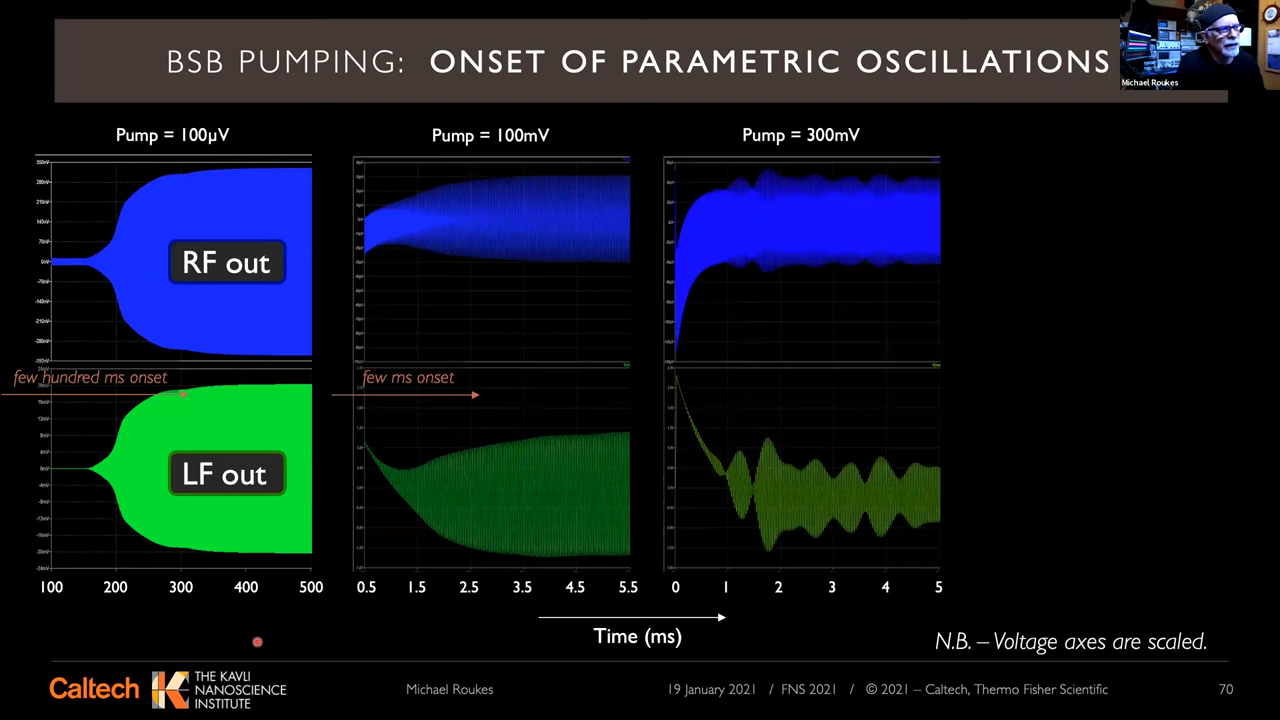 BSB PUMPING: ONSET OF PARAMETRIC OSCILLATIONS
Michael Roukes
Pump = 100µV
Pump = 100mV
Pump = 300mV
RF out
few hundred ms onset
few ms onset
LF out
100 200 300 400 500
0.5 1.5 2.5 3.5 4.5 5.5
0 1 2 3 4 5
Time (ms)
N.B. – Voltage axes are scaled.
Caltech
THE KAVLI
NANOSCIENCE
INSTITUTE
Michael Roukes
19 January 2021 / FNS 2021 / © 2021 – Caltech, Thermo Fisher Scientific
70